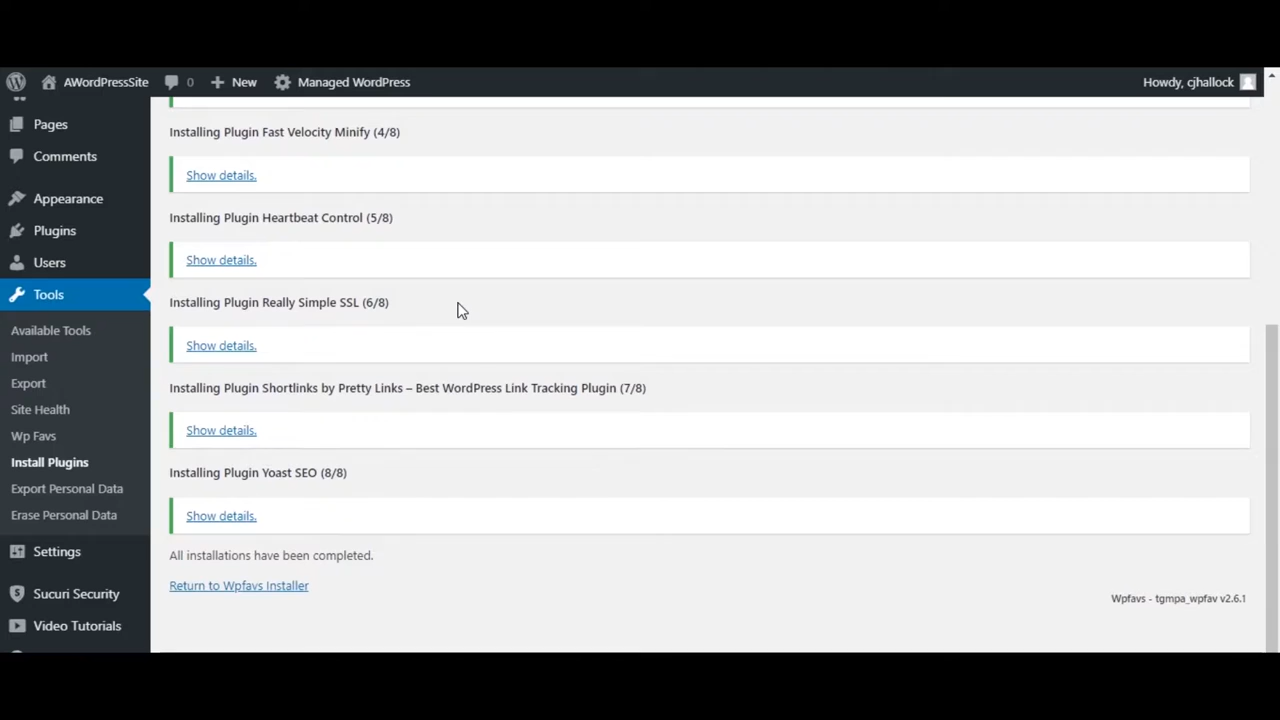 AWordPressSite 0 New Managed WordPress Howdy, cjhallock
Pages
Comments
Appearance
Plugins
Users
Tools
Available Tools
Import
Export
Site Health
Wp Favs
Install Plugins
Export Personal Data
Erase Personal Data
Settings
Sucuri Security
Video Tutorials
Installing Plugin Fast Velocity Minify (4/8)
Show details.
Installing Plugin Heartbeat Control (5/8)
Show details.
Installing Plugin Really Simple SSL (6/8)
Show details.
Installing Plugin Shortlinks by Pretty Links – Best WordPress Link Tracking Plugin (7/8)
Show details.
Installing Plugin Yoast SEO (8/8)
Show details.
All installations have been completed.
Return to Wpfavs Installer
Wpfavs - tgmpa_wpfav v2.6.1